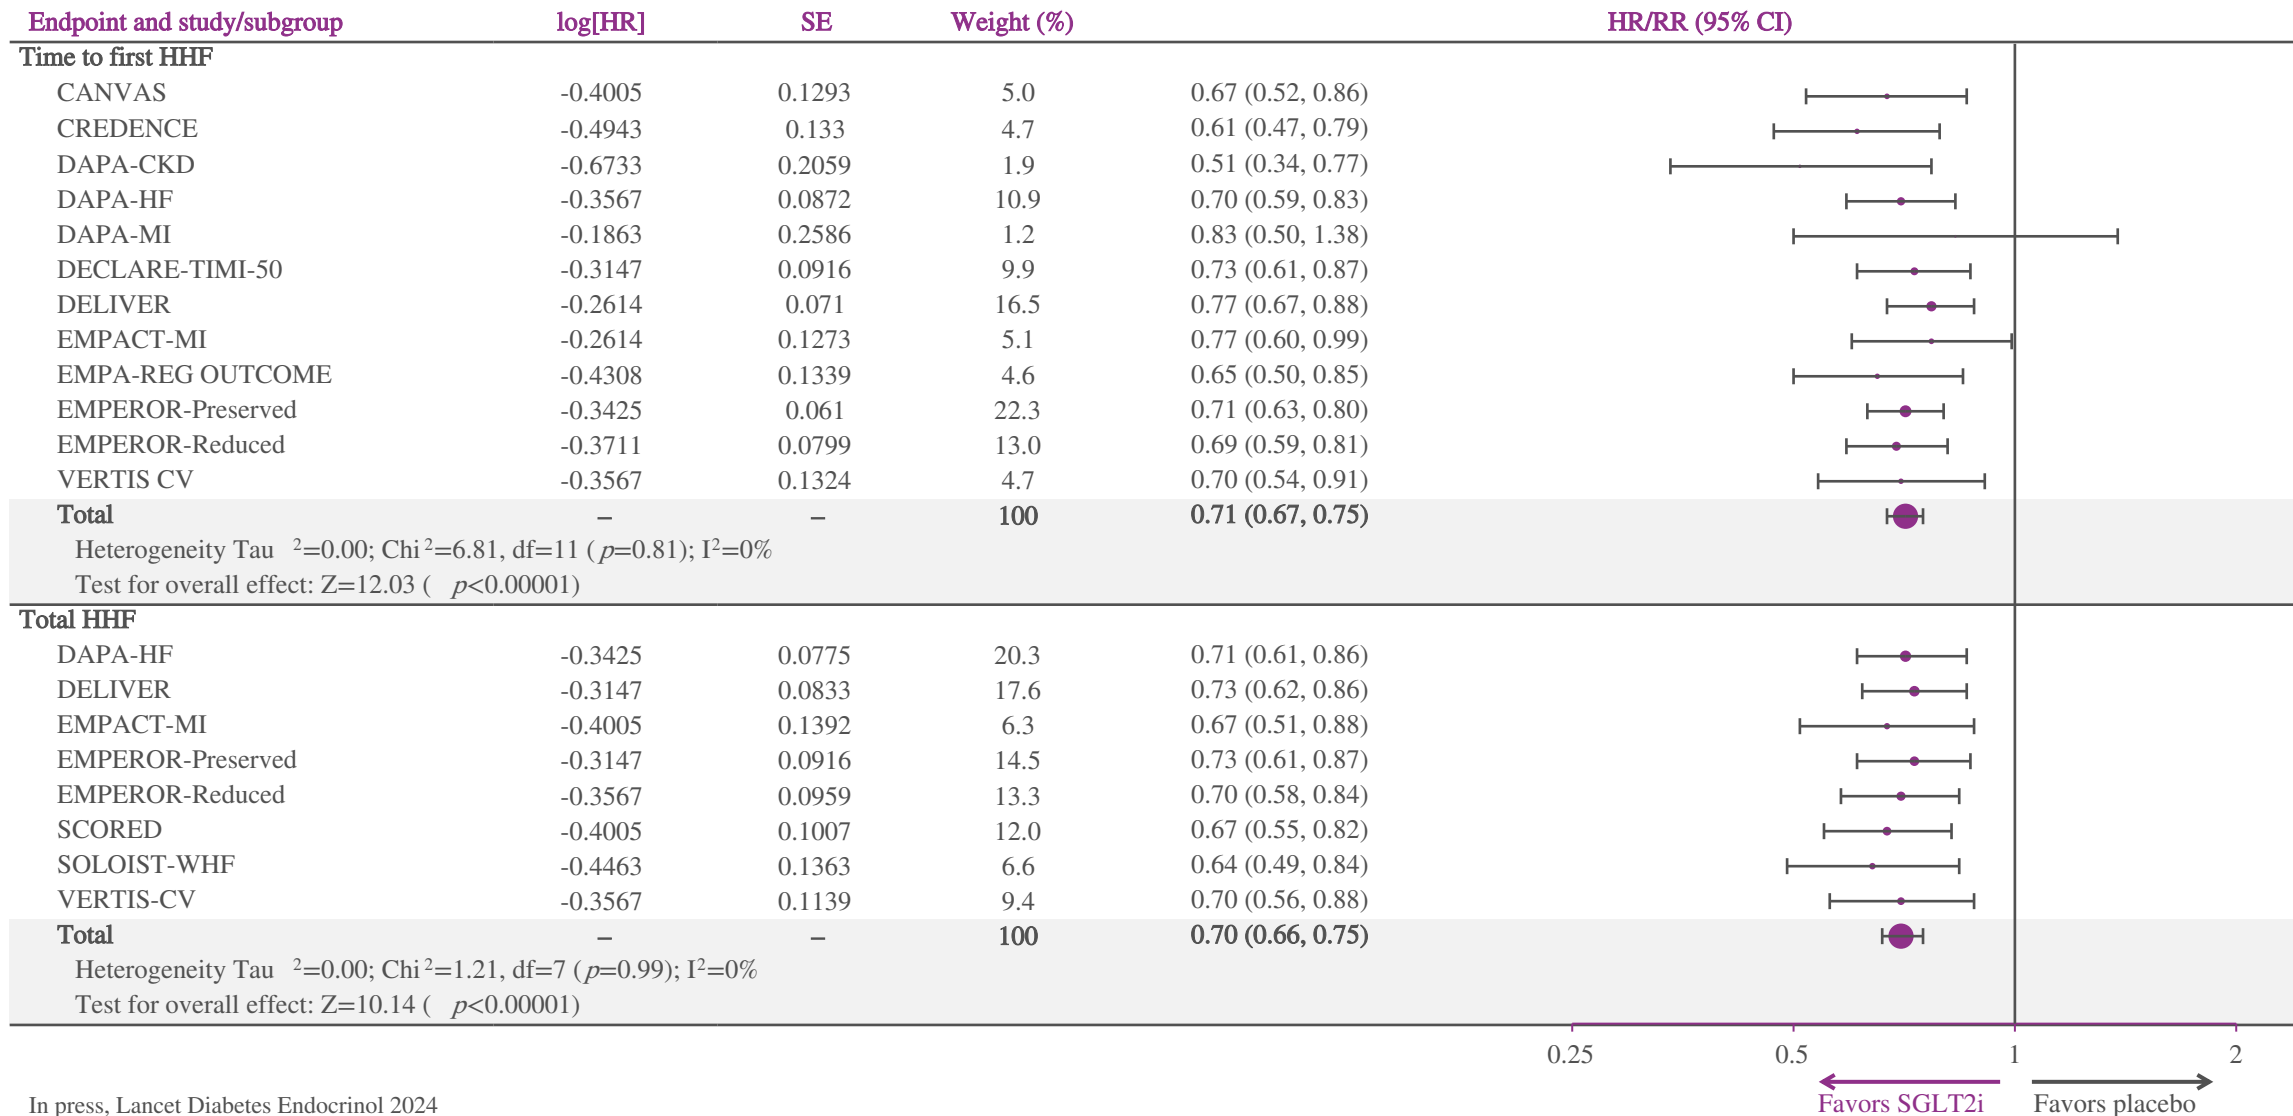 Endpoint and study/subgroup log[HR] SE Weight (%) HR/RR (95% CI)
Time to first HHF
CANVAS -0.4005 0.1293 5.0 0.67 (0.52, 0.86)
CREDENCE -0.4943 0.133 4.7 0.61 (0.47, 0.79)
DAPA-CKD -0.6733 0.2059 1.9 0.51 (0.34, 0.77)
DAPA-HF -0.3567 0.0872 10.9 0.70 (0.59, 0.83)
DAPA-MI -0.1863 0.2586 1.2 0.83 (0.50, 1.38)
DECLARE-TIMI-50 -0.3147 0.0916 9.9 0.73 (0.61, 0.87)
DELIVER -0.2614 0.071 16.5 0.77 (0.67, 0.88)
EMPACT-MI -0.2614 0.1273 5.1 0.77 (0.60, 0.99)
EMPA-REG OUTCOME -0.4308 0.1339 4.6 0.65 (0.50, 0.85)
EMPEROR-Preserved -0.3425 0.061 22.3 0.71 (0.63, 0.80)
EMPEROR-Reduced -0.3711 0.0799 13.0 0.69 (0.59, 0.81)
VERTIS CV -0.3567 0.1324 4.7 0.70 (0.54, 0.91)
Total – – 100 0.71 (0.67, 0.75)
Heterogeneity Tau ²=0.00; Chi²=6.81, df=11 (p=0.81); I²=0%
Test for overall effect: Z=12.03 ( p<0.00001)
Total HHF
DAPA-HF -0.3425 0.0775 20.3 0.71 (0.61, 0.86)
DELIVER -0.3147 0.0833 17.6 0.73 (0.62, 0.86)
EMPACT-MI -0.4005 0.1392 6.3 0.67 (0.51, 0.88)
EMPEROR-Preserved -0.3147 0.0916 14.5 0.73 (0.61, 0.87)
EMPEROR-Reduced -0.3567 0.0959 13.3 0.70 (0.58, 0.84)
SCORED -0.4005 0.1007 12.0 0.67 (0.55, 0.82)
SOLOIST-WHF -0.4463 0.1363 6.6 0.64 (0.49, 0.84)
VERTIS-CV -0.3567 0.1139 9.4 0.70 (0.56, 0.88)
Total – – 100 0.70 (0.66, 0.75)
Heterogeneity Tau ²=0.00; Chi²=1.21, df=7 (p=0.99); I²=0%
Test for overall effect: Z=10.14 ( p<0.00001)
0.25 0.5 1 2
Favors SGLT2i Favors placebo
In press, Lancet Diabetes Endocrinol 2024